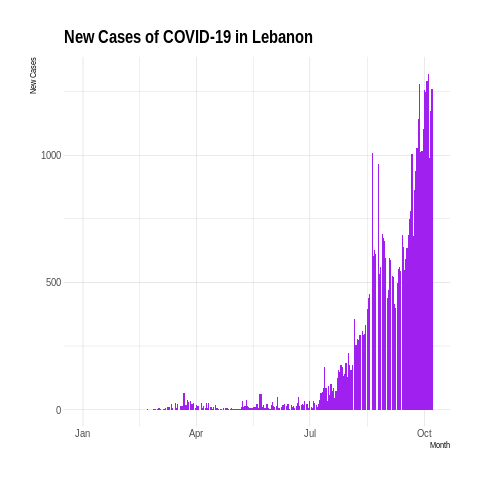 New Cases of COVID-19 in Lebanon
New Cases
1000
500
0
Jan Apr Jul Oct
Month